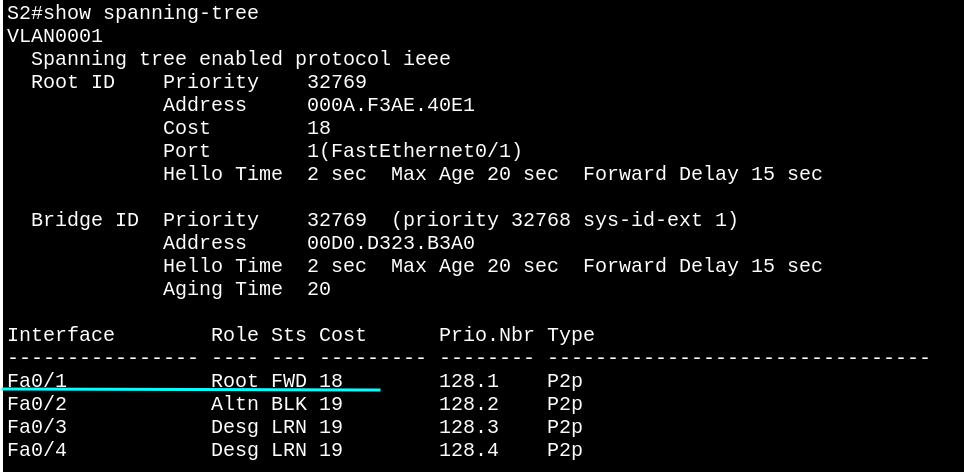 S2#show spanning-tree
VLAN0001
  Spanning tree enabled protocol ieee
  Root ID    Priority    32769
             Address     000A.F3AE.40E1
             Cost        18
             Port        1(FastEthernet0/1)
             Hello Time  2 sec  Max Age 20 sec  Forward Delay 15 sec

  Bridge ID  Priority    32769  (priority 32768 sys-id-ext 1)
             Address     00D0.D323.B3A0
             Hello Time  2 sec  Max Age 20 sec  Forward Delay 15 sec
             Aging Time  20

Interface        Role Sts Cost      Prio.Nbr Type
---------------- ---- --- --------- -------- --------------------------------
Fa0/1            Root FWD 18        128.1    P2p
Fa0/2            Altn BLK 19        128.2    P2p
Fa0/3            Desg LRN 19        128.3    P2p
Fa0/4            Desg LRN 19        128.4    P2p